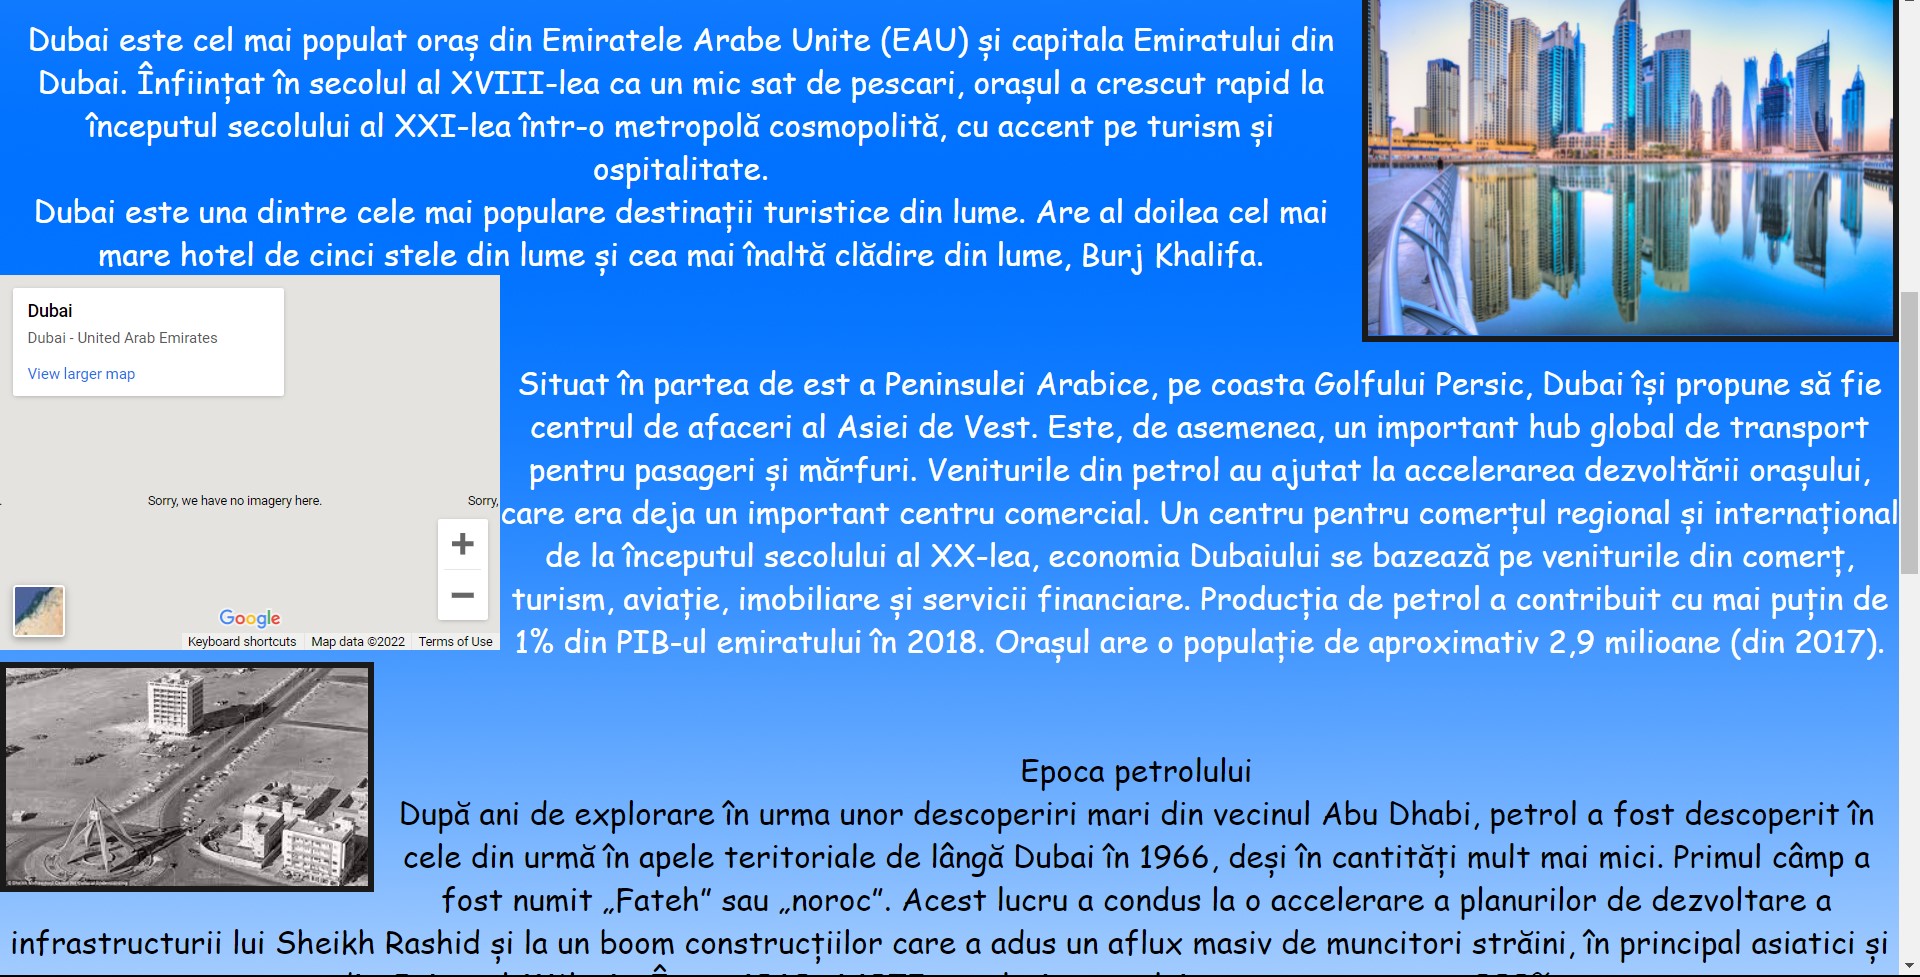 Dubai este cel mai populat oraș din Emiratele Arabe Unite (EAU) și capitala Emiratului din
Dubai. Înființat în secolul al XVIII-lea ca un mic sat de pescari, orașul a crescut rapid la
începutul secolului al XXI-lea într-o metropolă cosmopolită, cu accent pe turism și
ospitalitate.
Dubai este una dintre cele mai populare destinații turistice din lume. Are al doilea cel mai
mare hotel de cinci stele din lume și cea mai înaltă clădire din lume, Burj Khalifa.
Dubai
Dubai - United Arab Emirates
View larger map
Sorry, we have no imagery here.
Sorry,
Google
Keyboard shortcuts
Map data ©2022
Terms of Use
Situat în partea de est a Peninsulei Arabice, pe coasta Golfului Persic, Dubai își propune să fie
centrul de afaceri al Asiei de Vest. Este, de asemenea, un important hub global de transport
pentru pasageri și mărfuri. Veniturile din petrol au ajutat la accelerarea dezvoltării orașului,
care era deja un important centru comercial. Un centru pentru comerțul regional și internațional
de la începutul secolului al XX-lea, economia Dubaiului se bazează pe veniturile din comerț,
turism, aviație, imobiliare și servicii financiare. Producția de petrol a contribuit cu mai puțin de
1% din PIB-ul emiratului în 2018. Orașul are o populație de aproximativ 2,9 milioane (din 2017).
Epoca petrolului
După ani de explorare în urma unor descoperiri mari din vecinul Abu Dhabi, petrol a fost descoperit în
cele din urmă în apele teritoriale de lângă Dubai în 1966, deși în cantități mult mai mici. Primul câmp a
fost numit „Fateh” sau „noroc”. Acest lucru a condus la o accelerare a planurilor de dezvoltare a
infrastructurii lui Sheikh Rashid și la un boom construcțiilor care a adus un aflux masiv de muncitori străini, în principal asiatici și